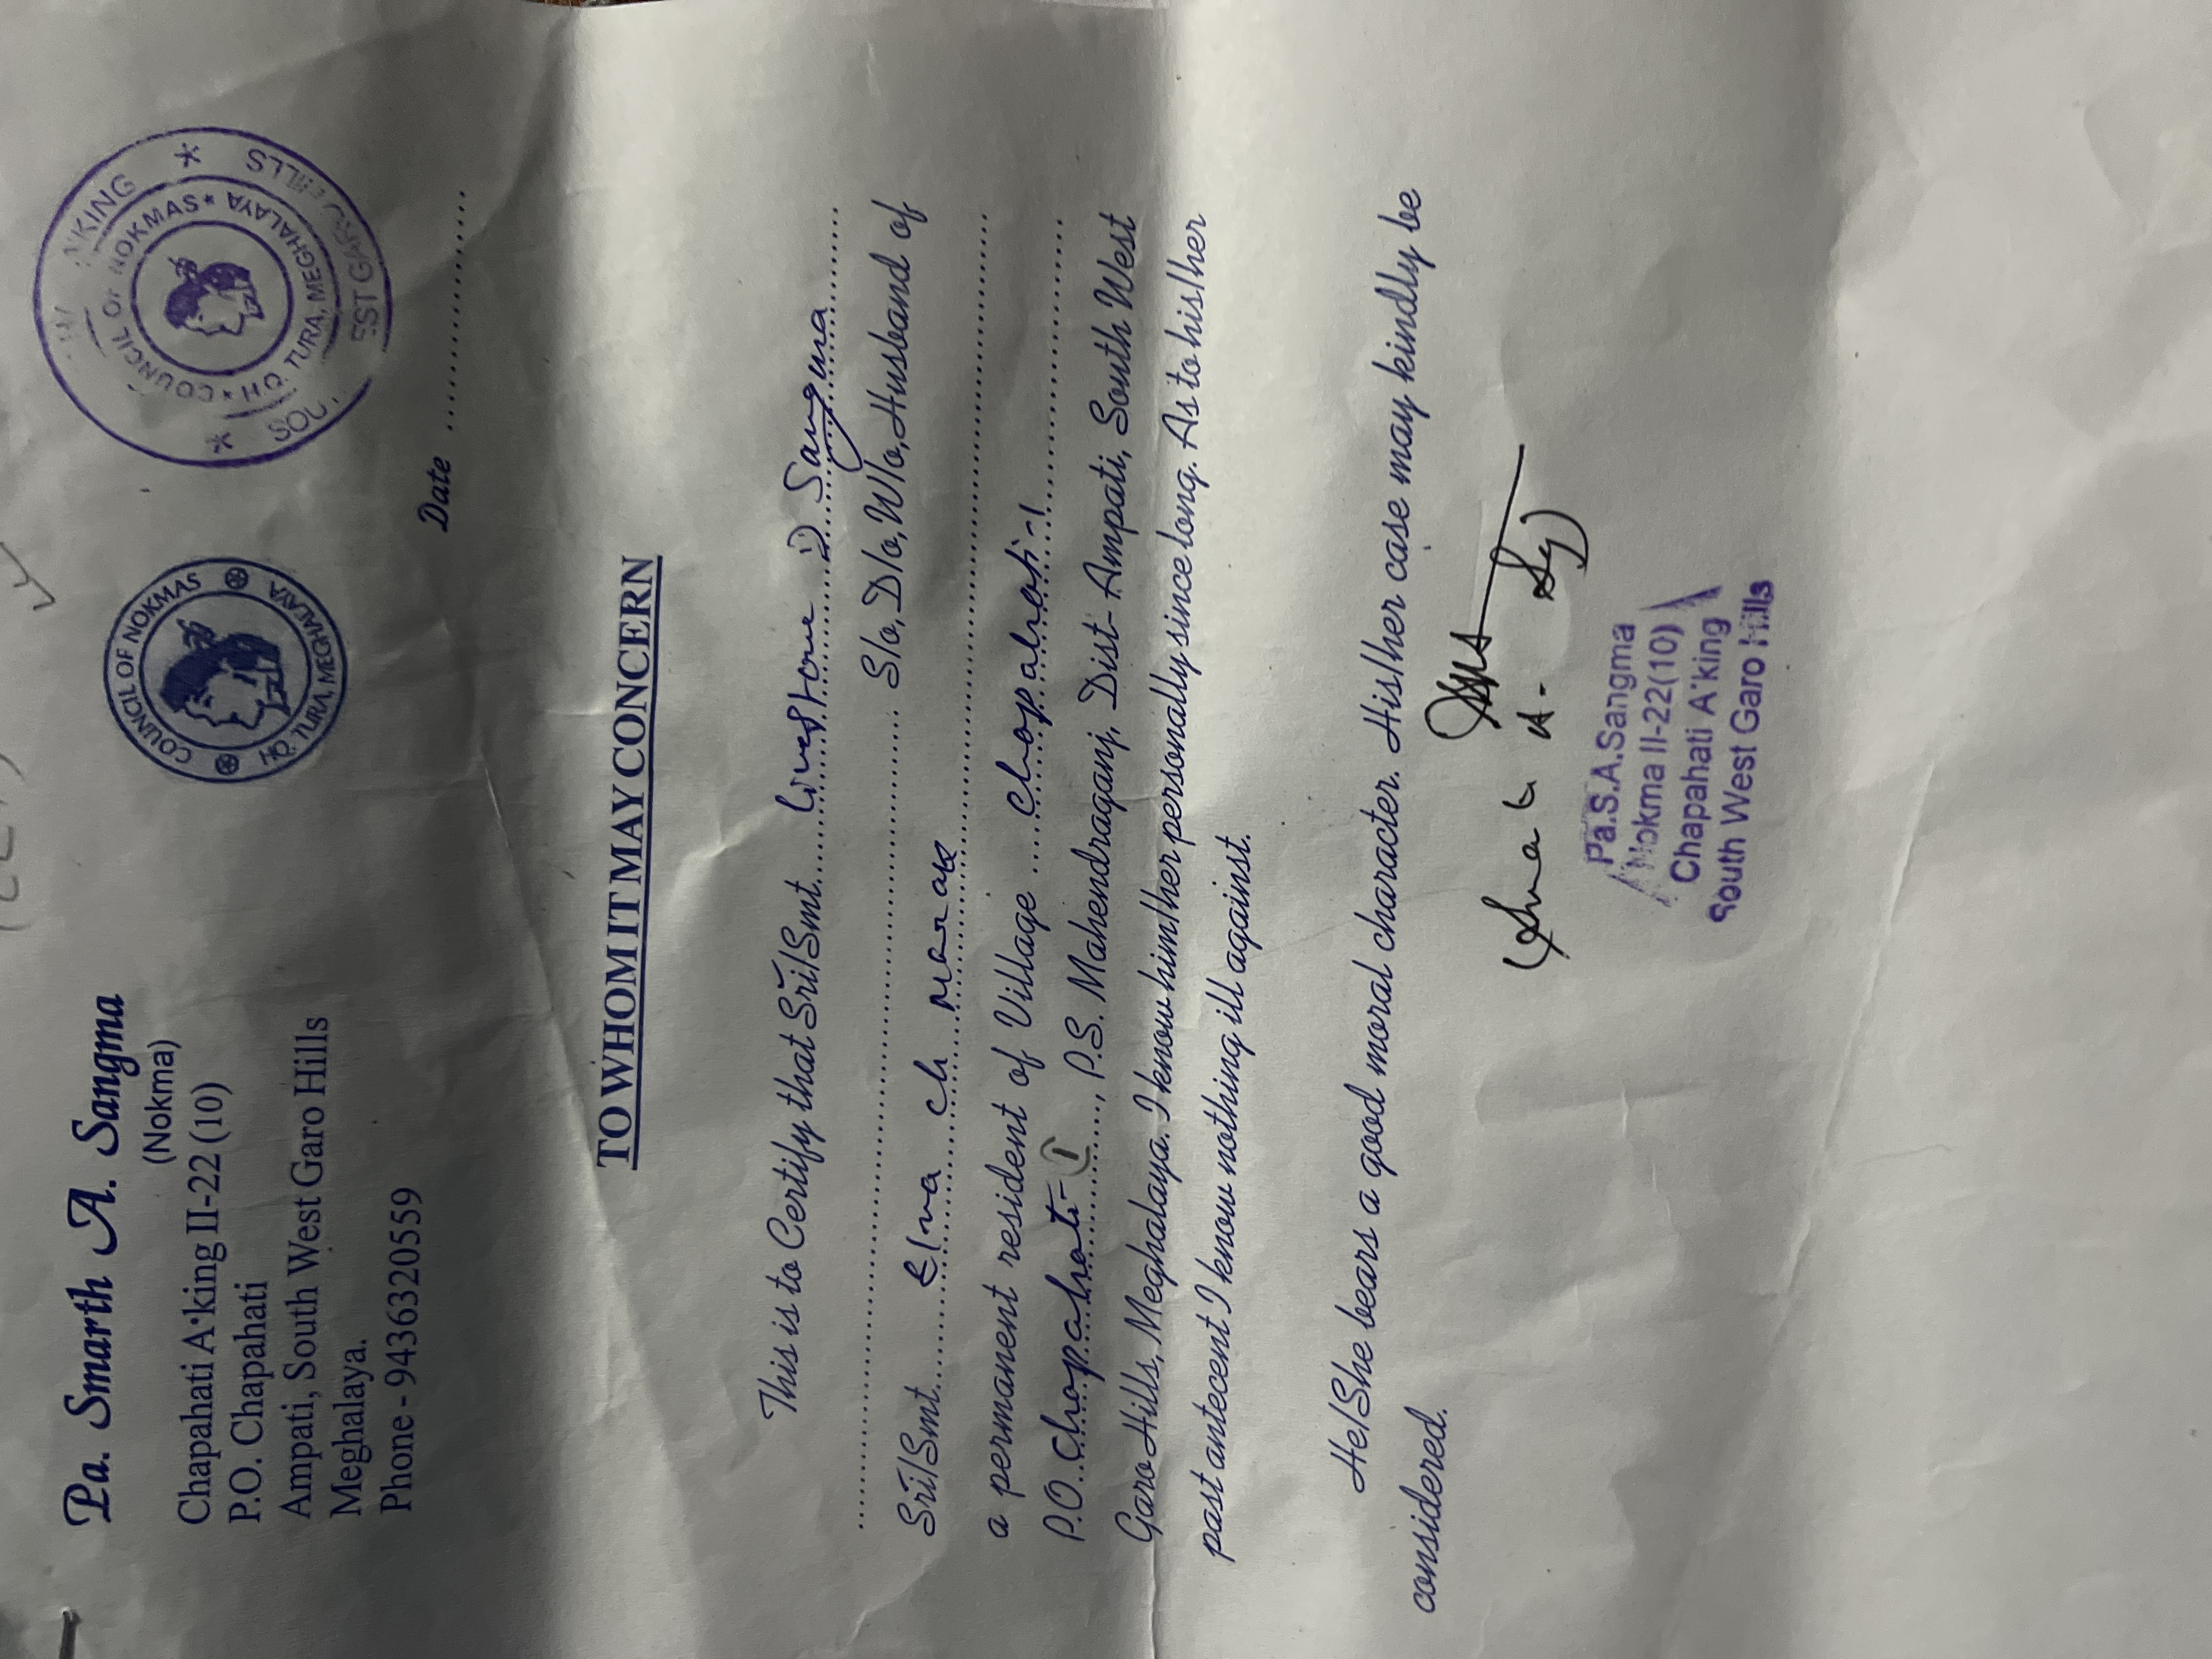 Pa. Smarth A. Sangma
(Nokma)
Chapahati A·king II-22 (10)
P.O. Chapahati
Ampati, South West Garo Hills
Meghalaya.
Phone - 9436320559
COUNCIL OF NOKMAS
HQ. TURA, MEGHALAYA
COUNCIL OF NOKMAS
H.Q. TURA, MEGHALAYA
Date ....................
TO WHOM IT MAY CONCERN
This is to Certify that Sri/Smt. Livestone D. Sangma
S/o, D/o, W/o, Husband of
Sri/Smt. Elna ch marak
a permanent resident of Village Chapahati-I
P.O. Chapahati-I, P.S. Mahendraganj, Dist- Ampati, South West
Garo Hills, Meghalaya. I know him/her personally since long. As to his/her
past antecent I know nothing ill against.
He/She bears a good moral character. His/her case may kindly be
considered.
Pa.S.A.Sangma
Nokma II-22(10)
Chapahati A'king
South West Garo Hills